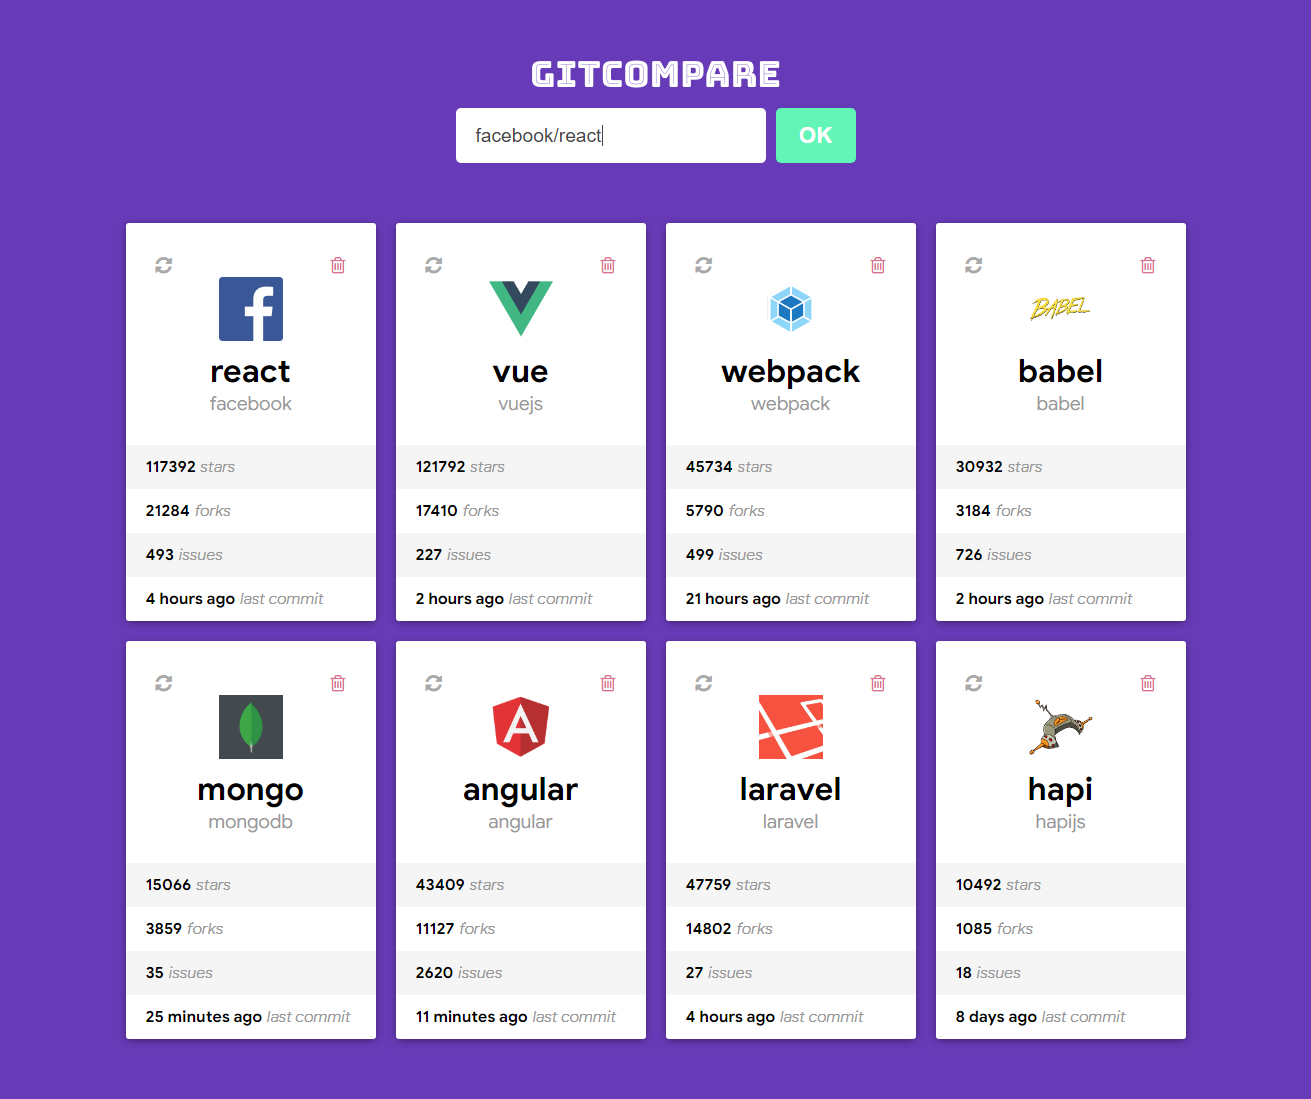 GITCOMPARE
facebook/react
OK
react
facebook
117392 stars
21284 forks
493 issues
4 hours ago last commit
vue
vuejs
121792 stars
17410 forks
227 issues
2 hours ago last commit
webpack
webpack
45734 stars
5790 forks
499 issues
21 hours ago last commit
BABEL
babel
babel
30932 stars
3184 forks
726 issues
2 hours ago last commit
mongo
mongodb
15066 stars
3859 forks
35 issues
25 minutes ago last commit
A
angular
angular
43409 stars
11127 forks
2620 issues
11 minutes ago last commit
laravel
laravel
47759 stars
14802 forks
27 issues
4 hours ago last commit
hapi
hapijs
10492 stars
1085 forks
18 issues
8 days ago last commit